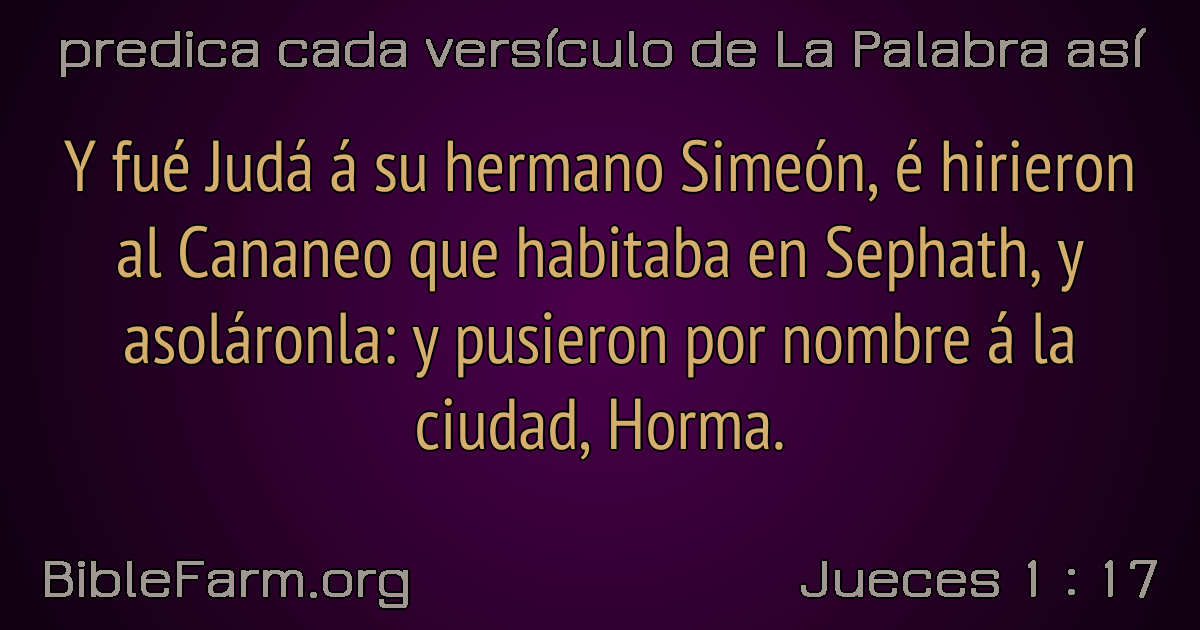 predica cada versículo de La Palabra así
Y fué Judá á su hermano Simeón, é hirieron
al Cananeo que habitaba en Sephath, y
asoláronla: y pusieron por nombre á la
ciudad, Horma.
BibleFarm.org
Jueces 1 : 17